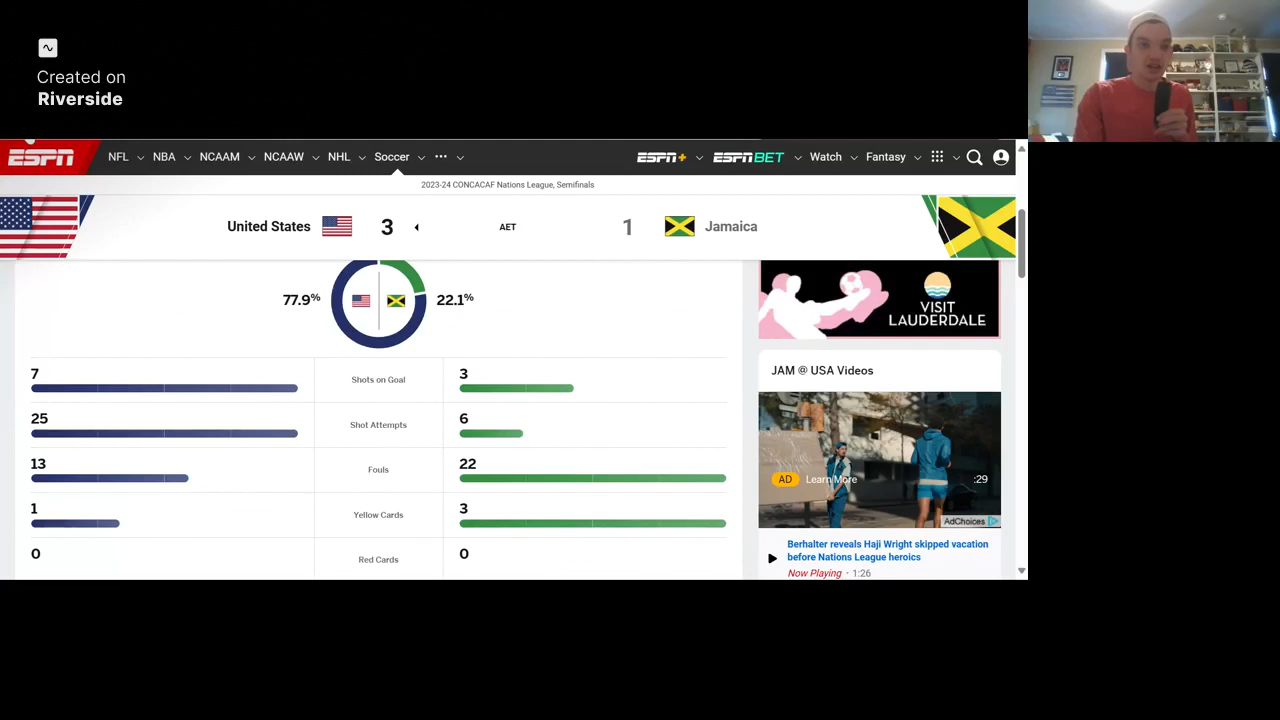 Created on
Riverside
ESPN
NFL NBA NCAAM NCAAW NHL Soccer ••• ESPN+ ESPN BET Watch Fantasy
2023-24 CONCACAF Nations League, Semifinals
United States 3 AET 1 Jamaica
77.9% 22.1%
VISIT
LAUDERDALE
7 Shots on Goal 3
25 Shot Attempts 6
13 Fouls 22
1 Yellow Cards 3
0 Red Cards 0
JAM @ USA Videos
AD Learn More :29
AdChoices
Berhalter reveals Haji Wright skipped vacation
before Nations League heroics
Now Playing · 1:26